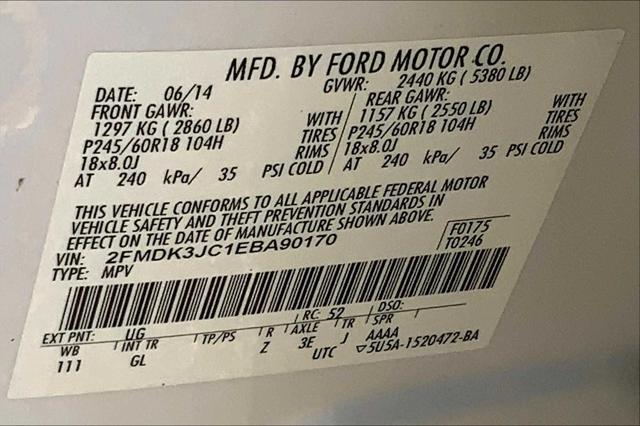 MFD. BY FORD MOTOR CO.
DATE: 06/14 GVWR: 2440 KG ( 5380 LB)
FRONT GAWR: REAR GAWR:
1297 KG ( 2860 LB) WITH 1157 KG ( 2550 LB) WITH
P245/60R18 104H TIRES P245/60R18 104H TIRES
18x8.0J RIMS 18x8.0J RIMS
AT 240 kPa/ 35 PSI COLD AT 240 kPa/ 35 PSI COLD
THIS VEHICLE CONFORMS TO ALL APPLICABLE FEDERAL MOTOR
VEHICLE SAFETY AND THEFT PREVENTION STANDARDS IN
EFFECT ON THE DATE OF MANUFACTURE SHOWN ABOVE.
VIN: 2FMDK3JC1EBA90170 F0175
TYPE: MPV T0246
RC: 52 DSO:
EXT PNT: UG
WB INT TR TP/PS R AXLE TR SPR
111 GL Z 3E J AAAA
UTC ▽5U5A-1520472-BA